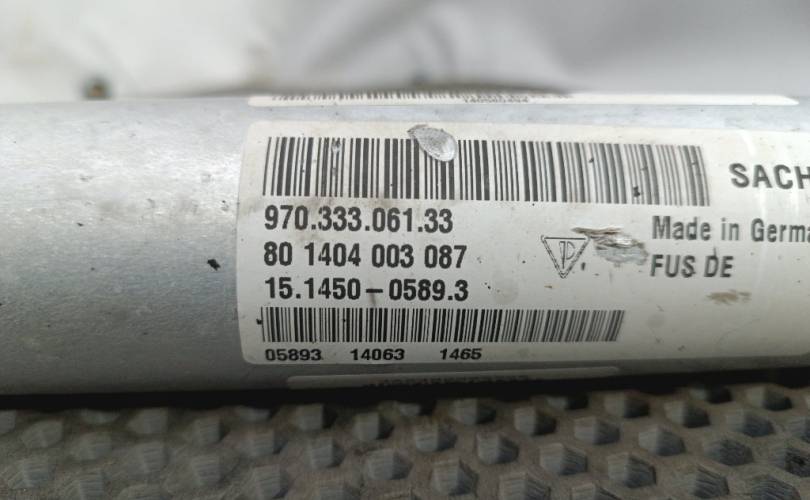 SACH
970.333.061.33
Made in Germa
80 1404 003 087
FUS DE
15.1450-0589.3
05893 14063 1465